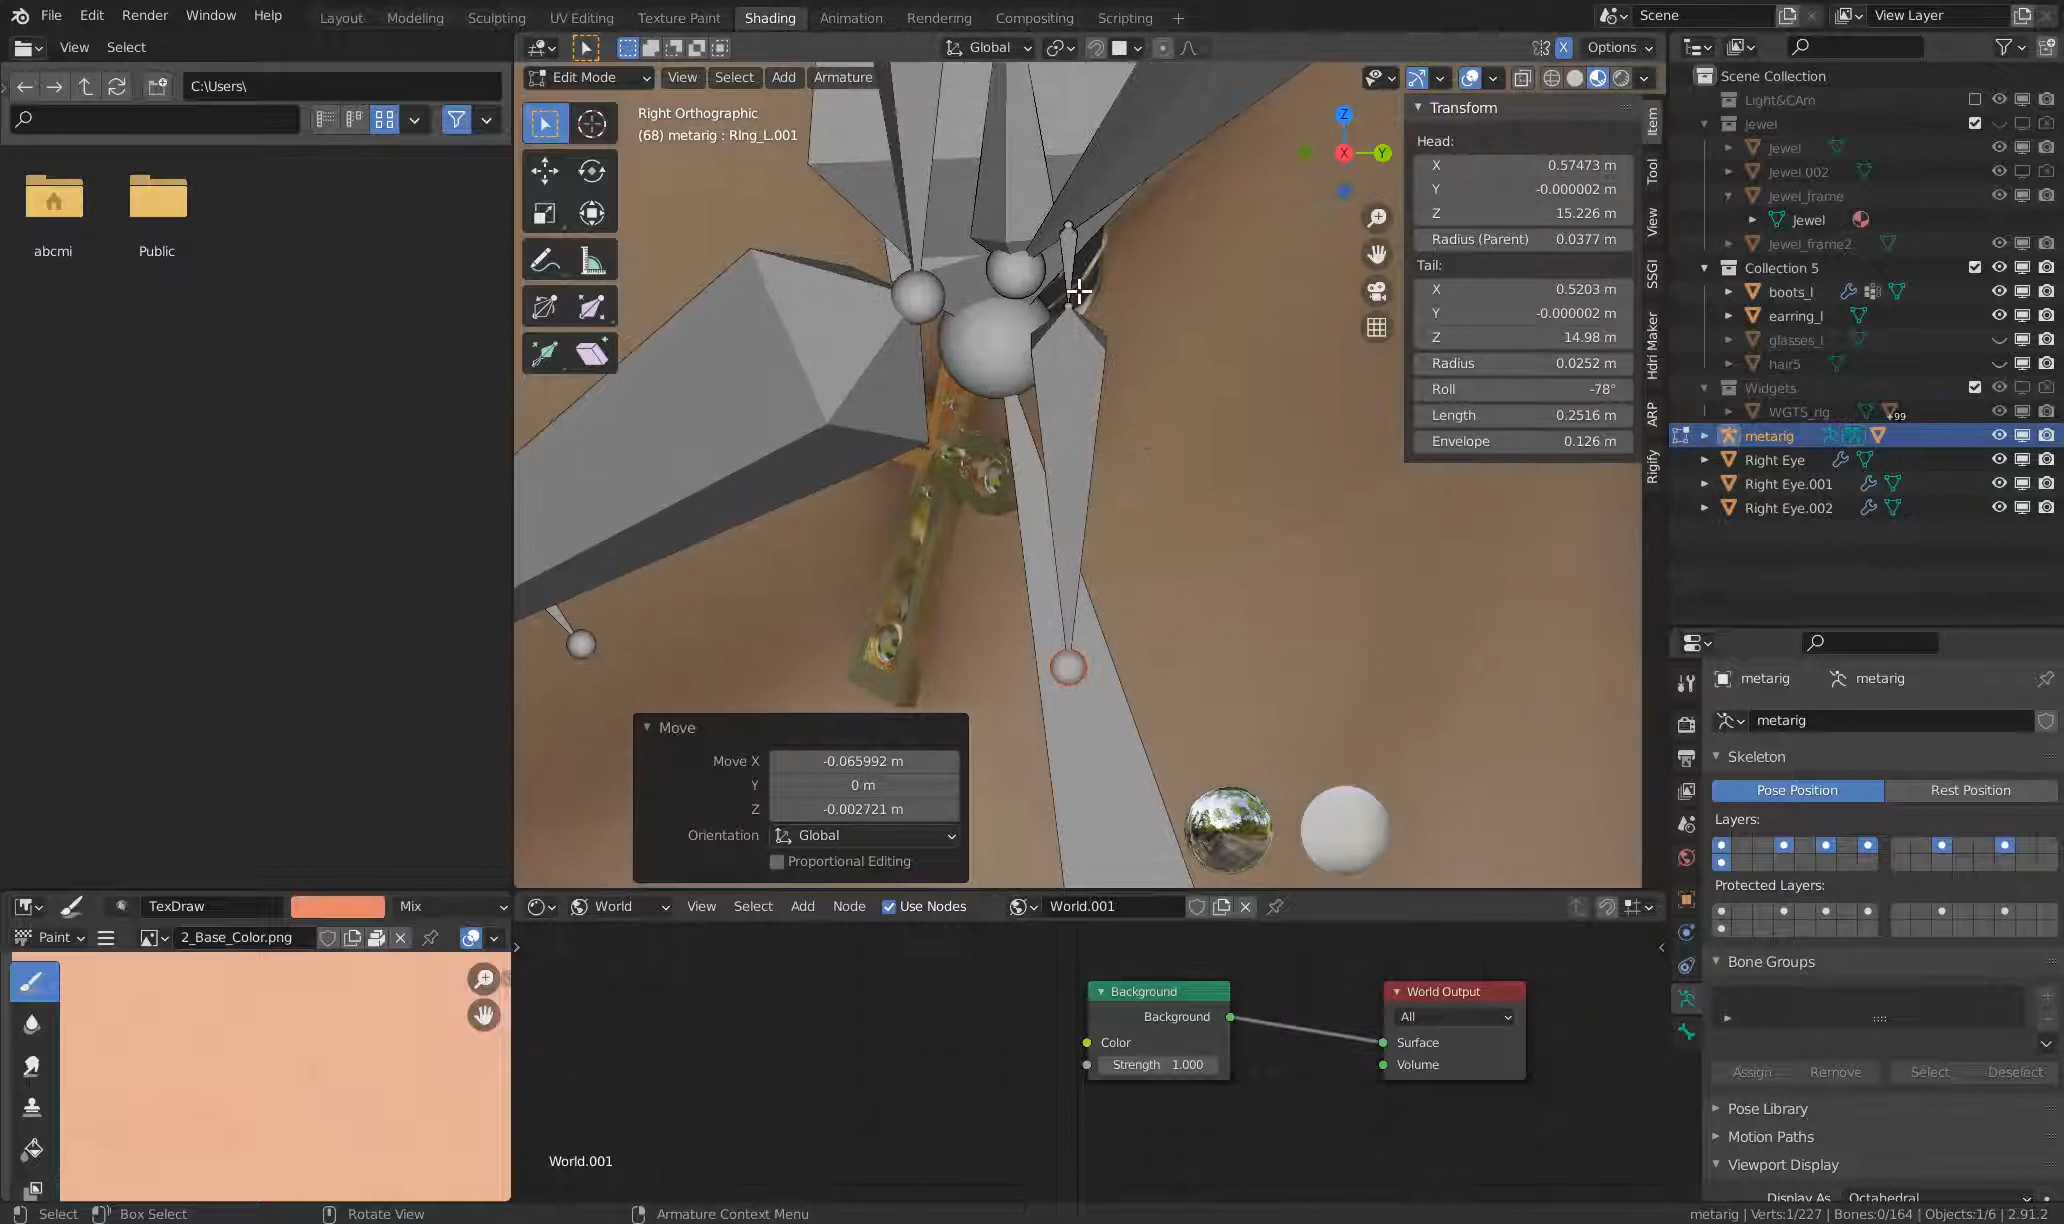 File Edit Render Window Help
Layout Modeling Sculpting UV Editing Texture Paint Shading Animation Rendering Compositing Scripting +
Scene
View Layer
View Select
C:\Users\
abcmi
Public
Global
Options
Edit Mode View Select Add Armature
Right Orthographic
(68) metarig : RIng_L.001
Z
X
Y
Transform
Head:
X 0.57473 m
Y -0.000002 m
Z 15.226 m
Radius (Parent) 0.0377 m
Tail:
X 0.5203 m
Y -0.000002 m
Z 14.98 m
Radius 0.0252 m
Roll -78°
Length 0.2516 m
Envelope 0.126 m
Item
Tool
View
SSGI
Hdri Maker
ARP
Rigify
Move
Move X -0.065992 m
Y 0 m
Z -0.002721 m
Orientation Global
Proportional Editing
Scene Collection
Light&CAm
Jewel
Jewel
Jewel.002
Jewel_frame
Jewel
Jewel_frame2
Collection 5
boots_l
earring_l
glasses_l
hair5
Widgets
WGTS_rig +99
metarig
Right Eye
Right Eye.001
Right Eye.002
metarig metarig
metarig
Skeleton
Pose Position Rest Position
Layers:
Protected Layers:
Bone Groups
Assign Remove Select Deselect
Pose Library
Motion Paths
Viewport Display
Display As Octahedral
TexDraw Mix
Paint 2_Base_Color.png
World View Select Add Node Use Nodes World.001
Background
Background
Color
Strength 1.000
World Output
All
Surface
Volume
World.001
Select Box Select Rotate View Armature Context Menu
metarig | Verts:1/227 | Bones:0/164 | Objects:1/6 | 2.91.2